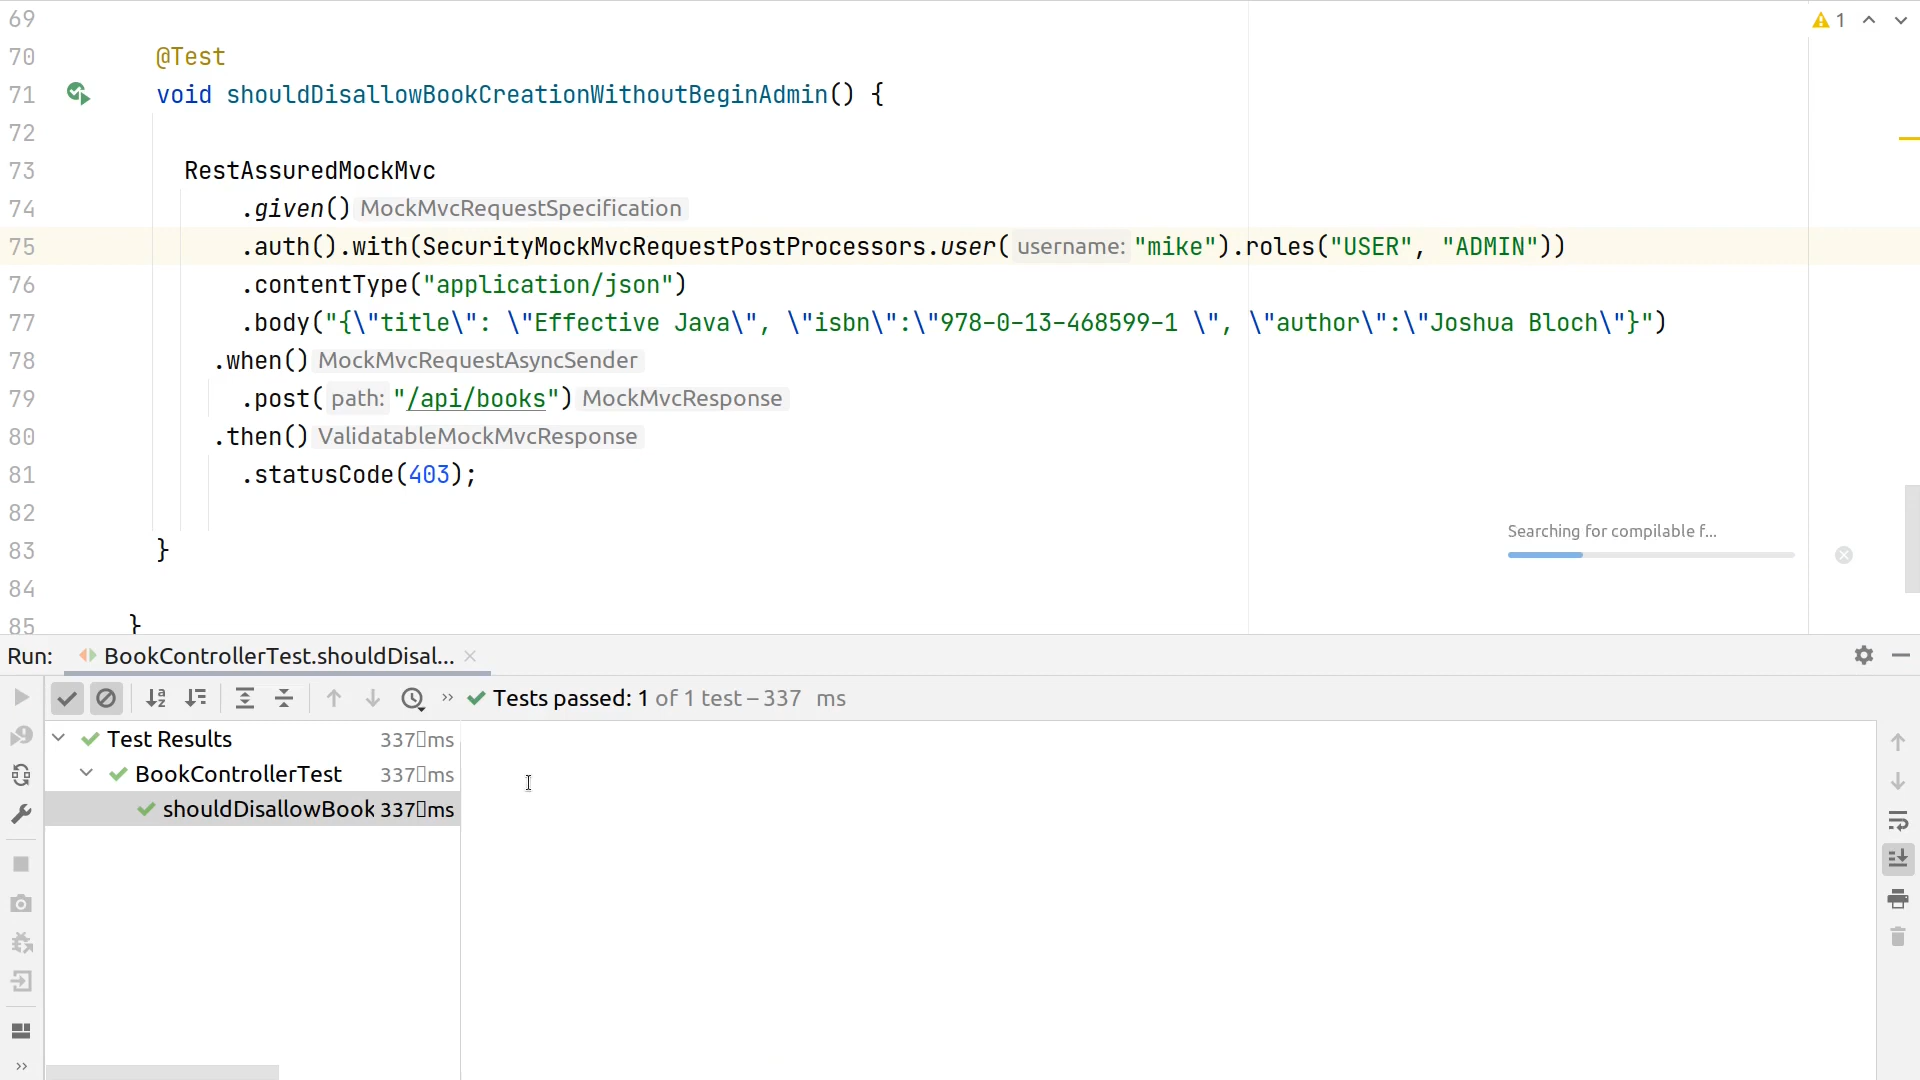 69
70 @Test
71 void shouldDisallowBookCreationWithoutBeginAdmin() {
72
73 RestAssuredMockMvc
74 .given() MockMvcRequestSpecification
75 .auth().with(SecurityMockMvcRequestPostProcessors.user( username: "mike").roles("USER", "ADMIN"))
76 .contentType("application/json")
77 .body("{\"title\": \"Effective Java\", \"isbn\":\"978-0-13-468599-1 \", \"author\":\"Joshua Bloch\"}")
78 .when() MockMvcRequestAsyncSender
79 .post( path: "/api/books") MockMvcResponse
80 .then() ValidatableMockMvcResponse
81 .statusCode(403);
82
83 }
84
85 }
1
Searching for compilable f...
Run: BookControllerTest.shouldDisal...
Tests passed: 1 of 1 test – 337 ms
Test Results 337 ms
BookControllerTest 337 ms
shouldDisallowBook 337 ms